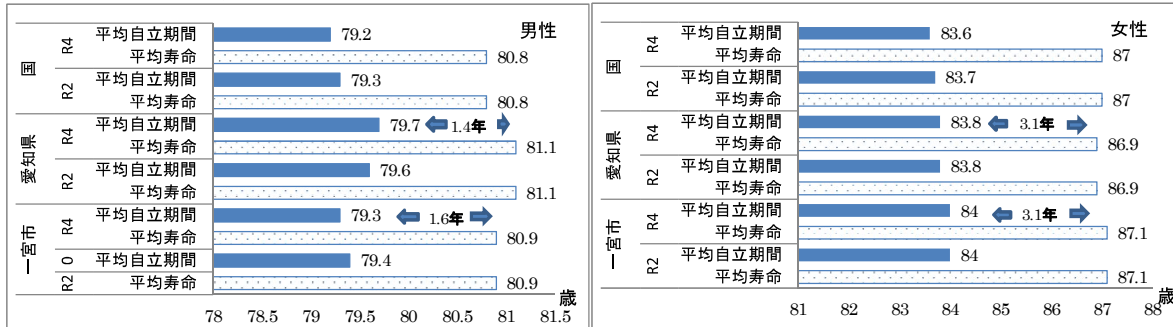 男性
国
R4
平均自立期間 79.2
平均寿命 80.8
R2
平均自立期間 79.3
平均寿命 80.8
愛知県
R4
平均自立期間 79.7 1.4年
平均寿命 81.1
R2
平均自立期間 79.6
平均寿命 81.1
一宮市
R4
平均自立期間 79.3 1.6年
平均寿命 80.9
0
平均自立期間 79.4
R2
平均寿命 80.9
歳
78 78.5 79 79.5 80 80.5 81 81.5
女性
国
R4
平均自立期間 83.6
平均寿命 87
R2
平均自立期間 83.7
平均寿命 87
愛知県
R4
平均自立期間 83.8 3.1年
平均寿命 86.9
R2
平均自立期間 83.8
平均寿命 86.9
一宮市
R4
平均自立期間 84 3.1年
平均寿命 87.1
R2
平均自立期間 84
平均寿命 87.1
歳
81 82 83 84 85 86 87 88